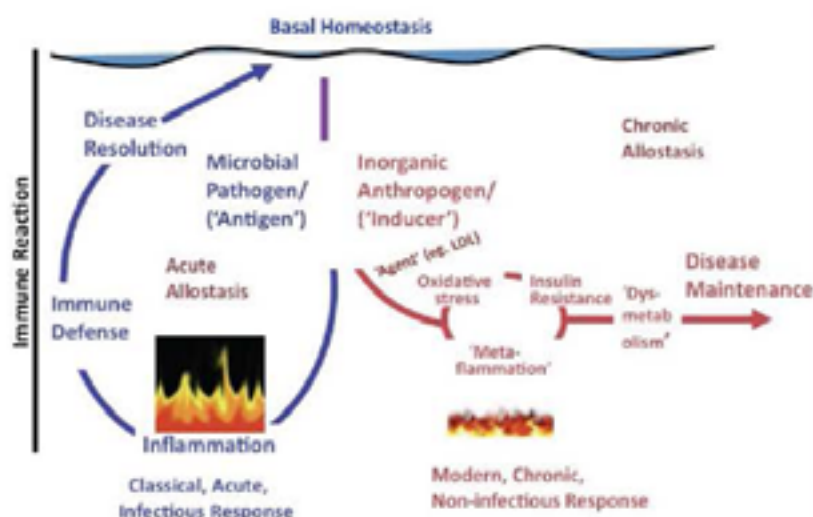 Basal Homeostasis
Immune Reaction
Disease
Resolution
Microbial
Pathogen/
('Antigen')
Inorganic
Anthropogen/
('Inducer')
Chronic
Allostasis
Acute
Allostasis
'Agent' (eg. LDL)
Oxidative
stress
Insulin
Resistance
'Dys-
metab
olism'
Disease
Maintenance
Immune
Defense
'Meta-
flammation'
Inflammation
Classical, Acute,
Infectious Response
Modern, Chronic,
Non-infectious Response